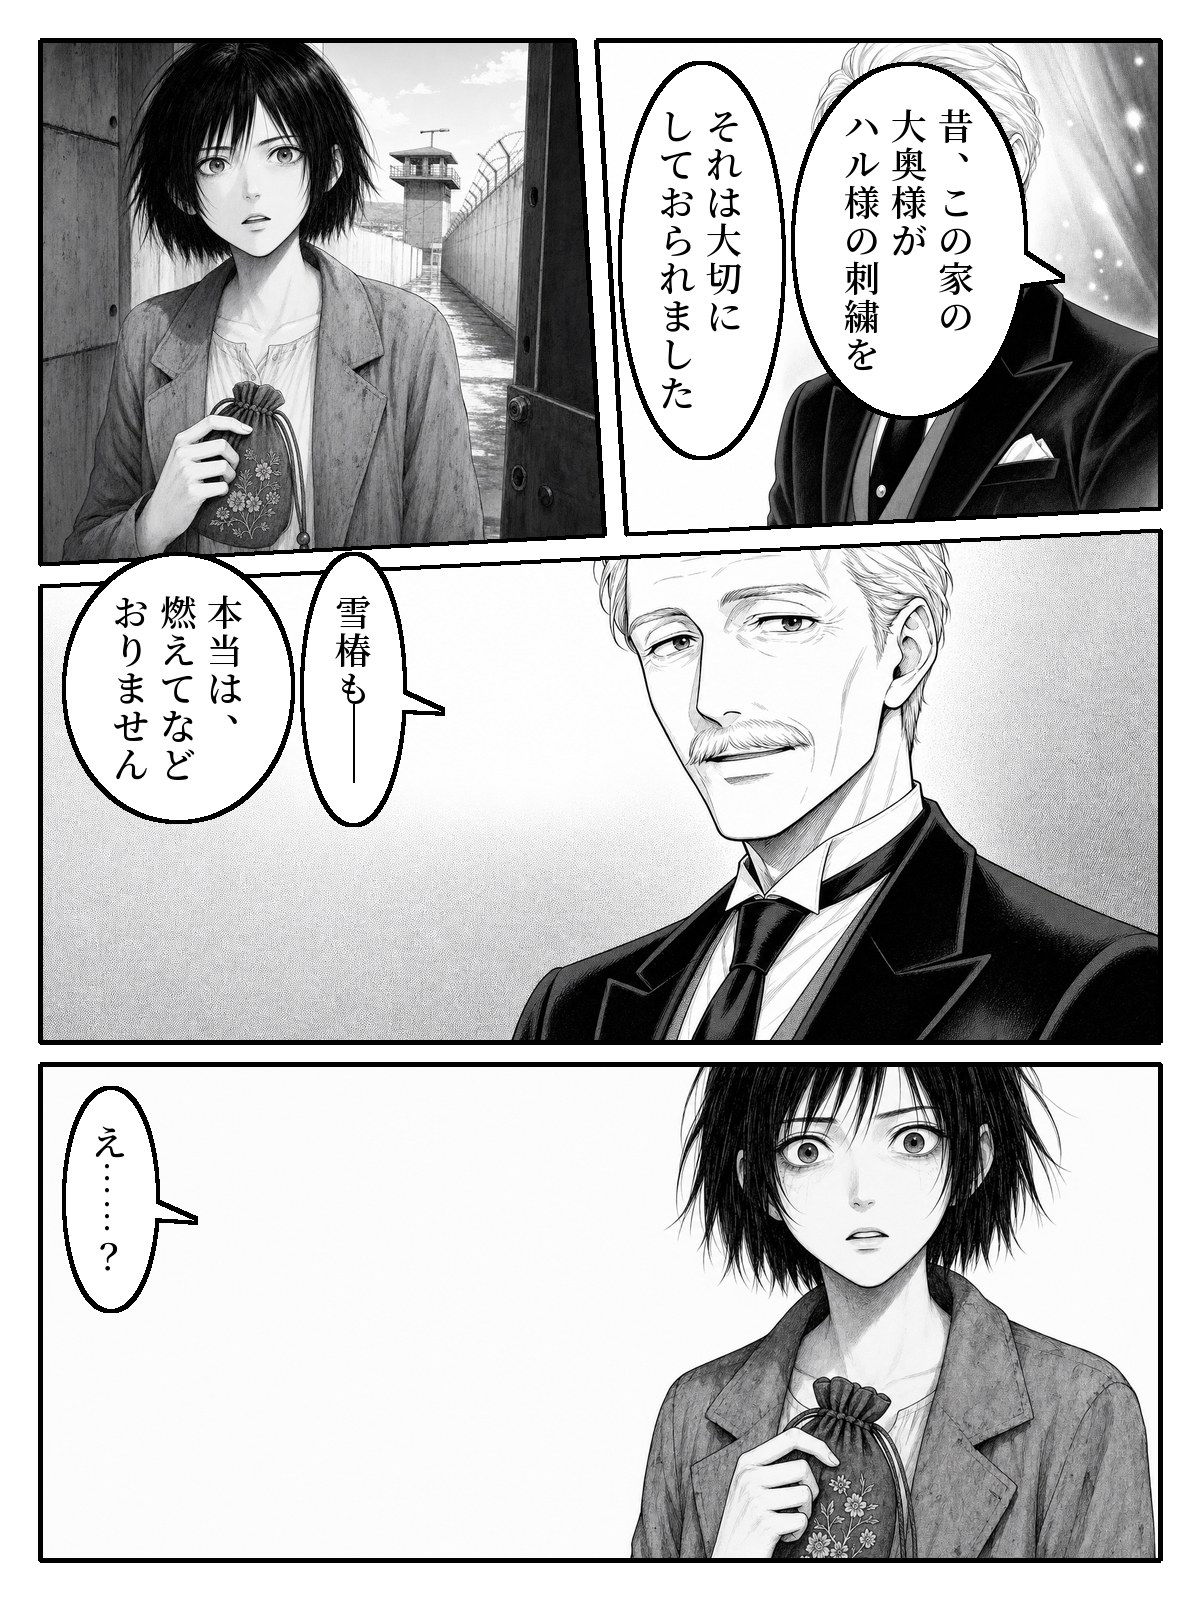 昔、この家の
大奥様が
ハル様の刺繍を
それは大切に
しておられました
雪椿も――
本当は、
燃えてなど
おりません
え……？